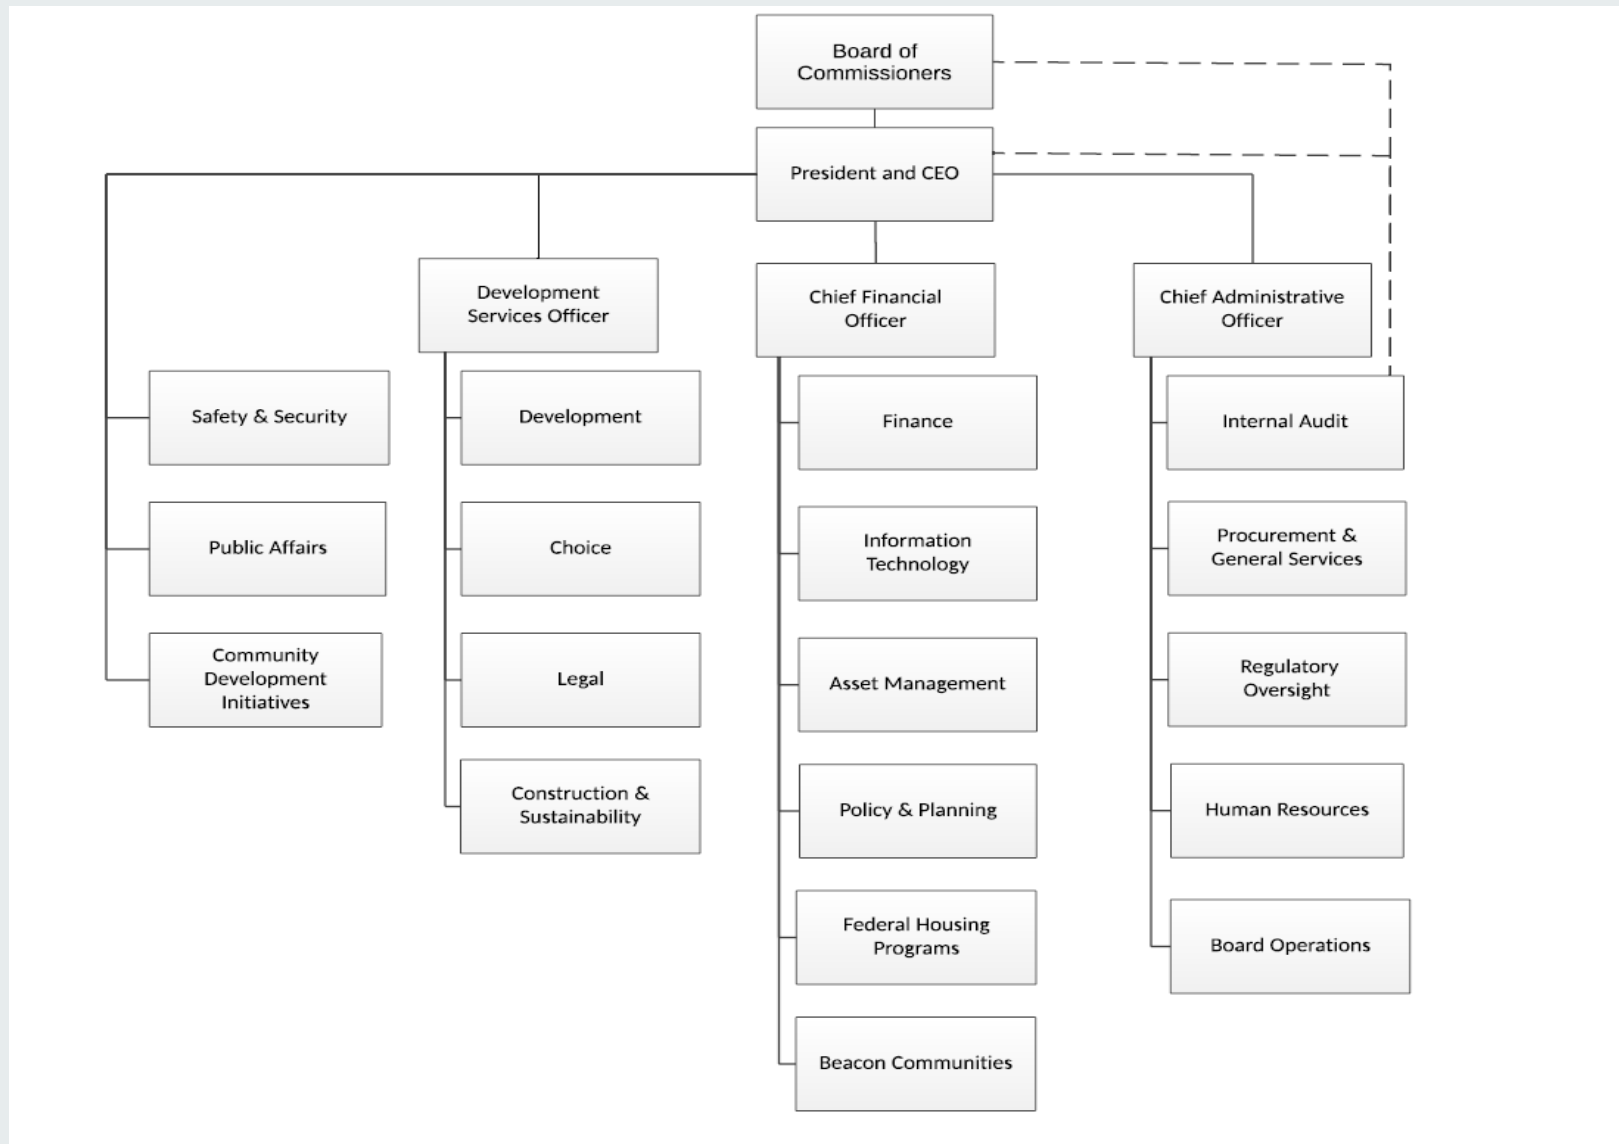 Board of
Commissioners
President and CEO
Development
Services Officer
Chief Financial
Officer
Chief Administrative
Officer
Safety & Security
Public Affairs
Community
Development
Initiatives
Development
Choice
Legal
Construction &
Sustainability
Finance
Information
Technology
Asset Management
Policy & Planning
Federal Housing
Programs
Beacon Communities
Internal Audit
Procurement &
General Services
Regulatory
Oversight
Human Resources
Board Operations